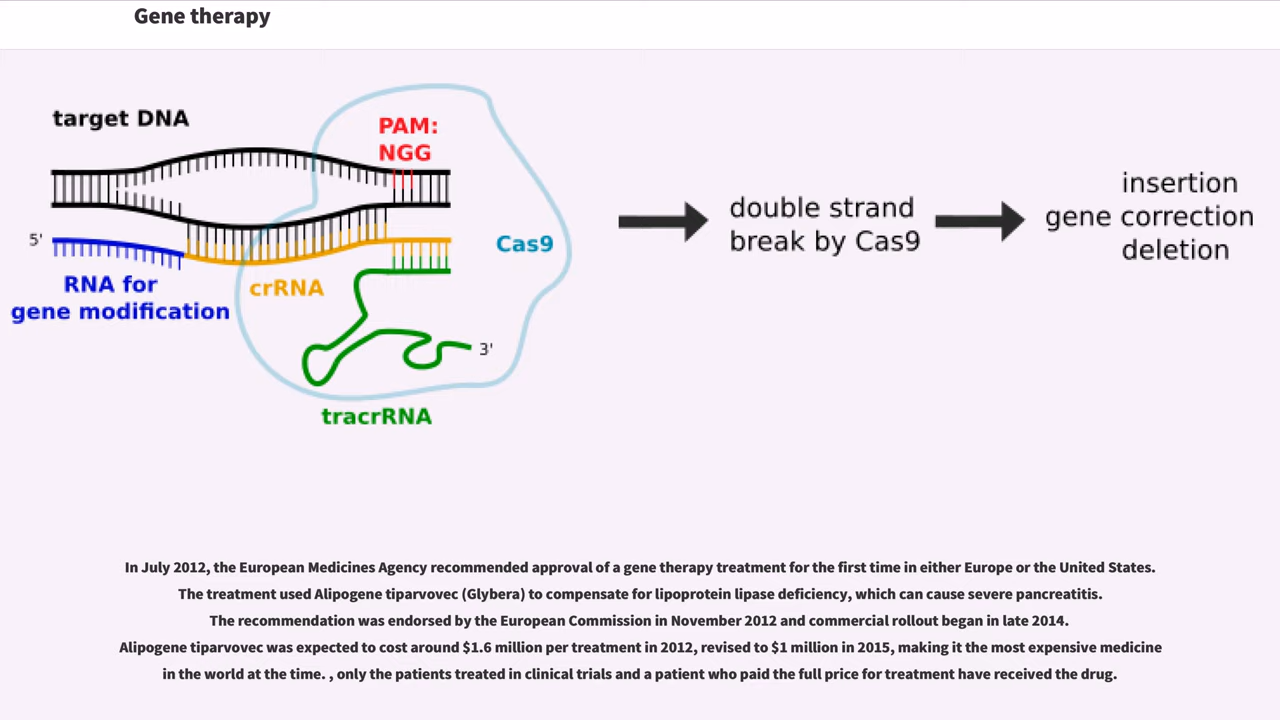 Gene therapy
target DNA
PAM:
NGG
5'
RNA for
gene modification
crRNA
Cas9
3'
tracrRNA
double strand
break by Cas9
insertion
gene correction
deletion
In July 2012, the European Medicines Agency recommended approval of a gene therapy treatment for the first time in either Europe or the United States.
The treatment used Alipogene tiparvovec (Glybera) to compensate for lipoprotein lipase deficiency, which can cause severe pancreatitis.
The recommendation was endorsed by the European Commission in November 2012 and commercial rollout began in late 2014.
Alipogene tiparvovec was expected to cost around $1.6 million per treatment in 2012, revised to $1 million in 2015, making it the most expensive medicine
in the world at the time. , only the patients treated in clinical trials and a patient who paid the full price for treatment have received the drug.